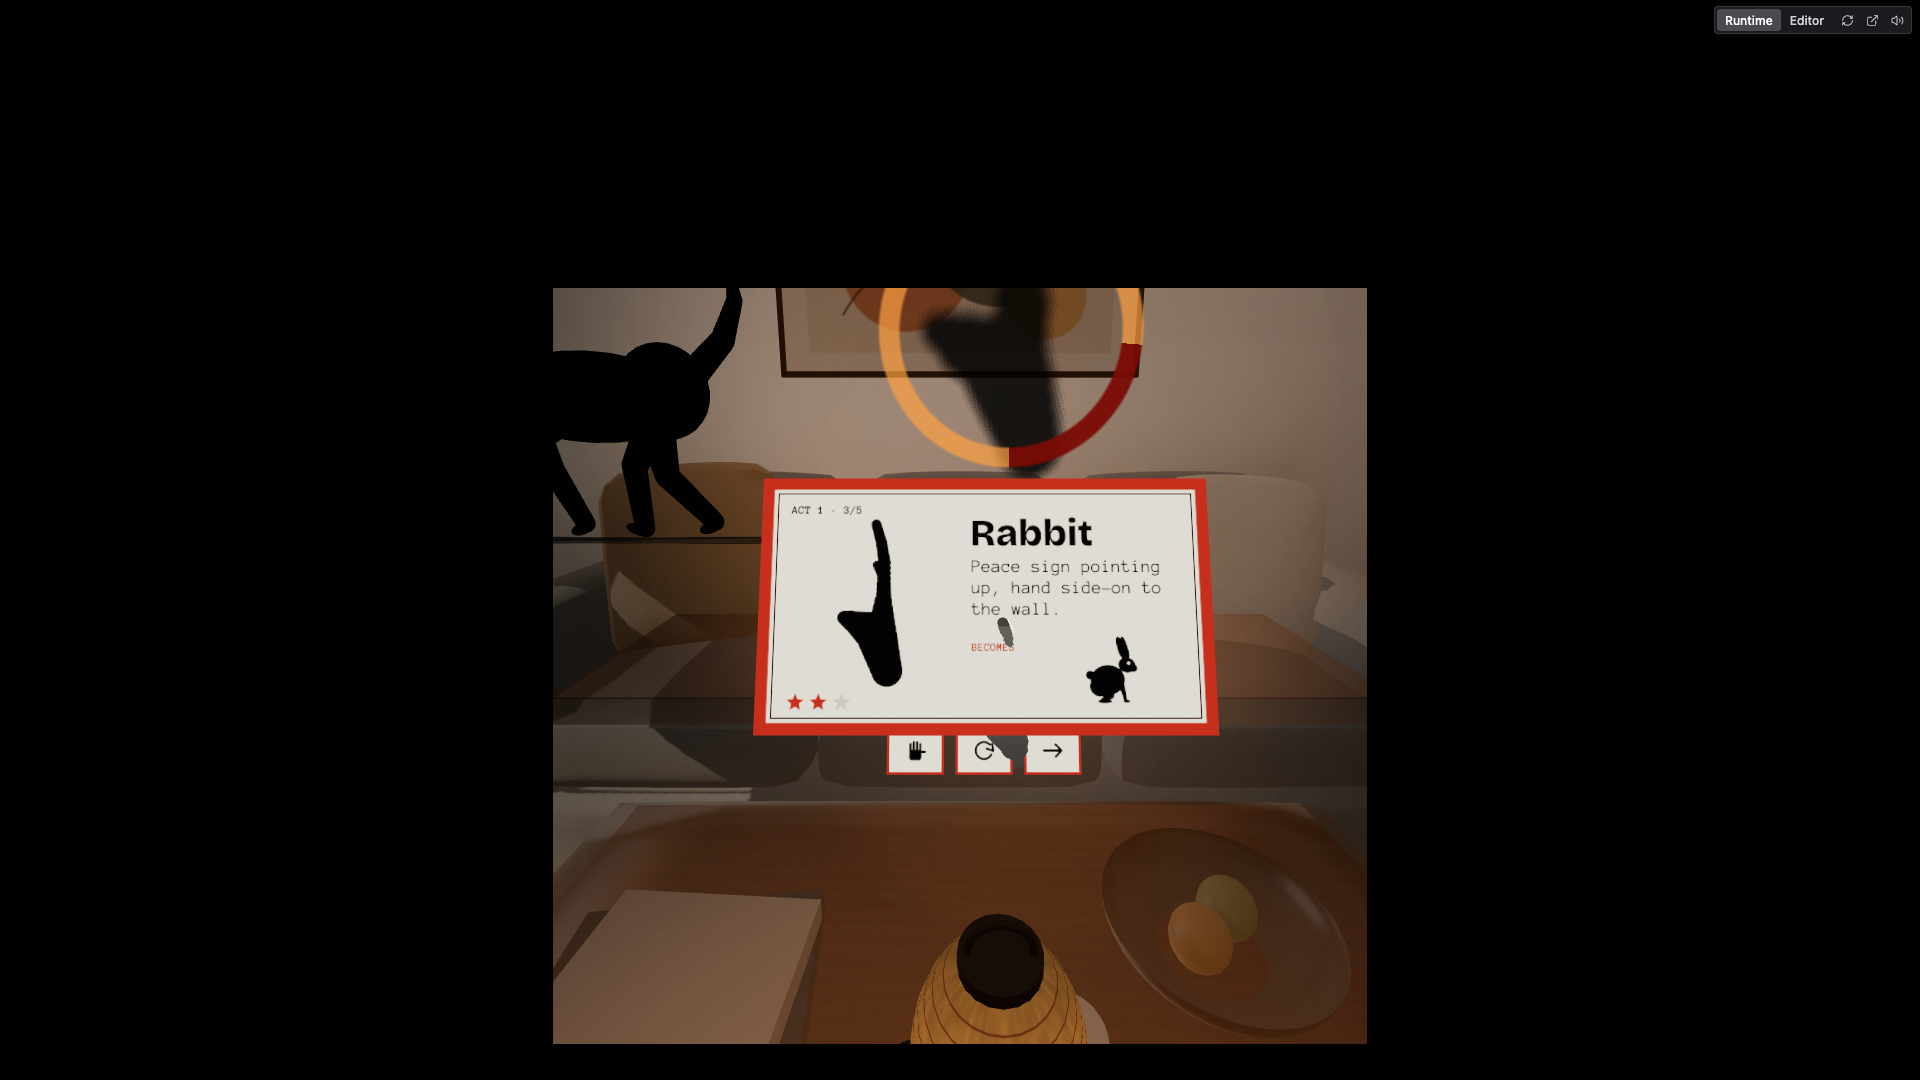 Runtime Editor
ACT 1 · 3/5
Rabbit
Peace sign pointing
up, hand side-on to
the wall.
BECOMES